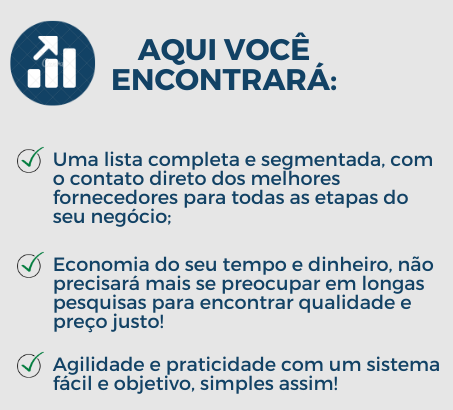 AQUI VOCÊ
ENCONTRARÁ:
Uma lista completa e segmentada, com
o contato direto dos melhores
fornecedores para todas as etapas do
seu negócio;
Economia do seu tempo e dinheiro, não
precisará mais se preocupar em longas
pesquisas para encontrar qualidade e
preço justo!
Agilidade e praticidade com um sistema
fácil e objetivo, simples assim!